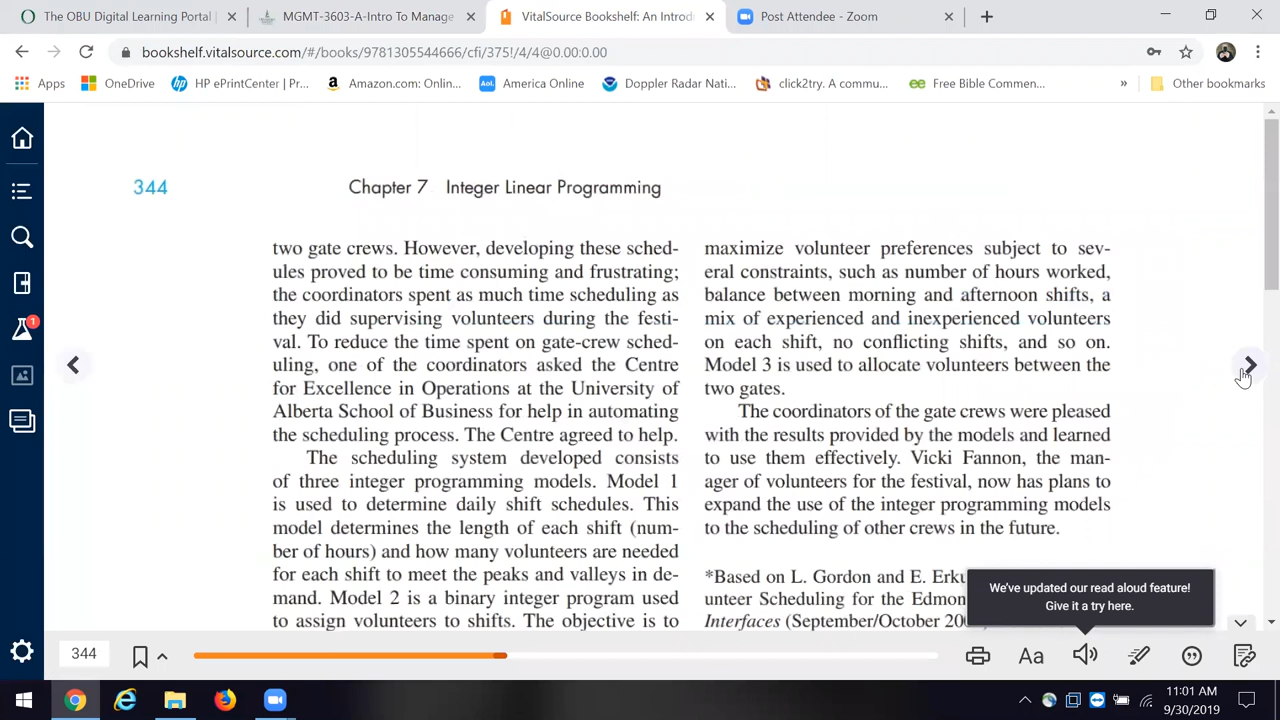 The OBU Digital Learning Portal
MGMT-3603-A-Intro To Manage
VitalSource Bookshelf: An Introd
Post Attendee - Zoom
bookshelf.vitalsource.com/#/books/9781305544666/cfi/375!/4/4@0.00:0.00
Apps
OneDrive
HP ePrintCenter | Pr...
Amazon.com: Onlin...
Aol.
America Online
Doppler Radar Nati...
click2try. A commu...
ee
Free Bible Commen...
»
Other bookmarks
344
Chapter 7 Integer Linear Programming
two gate crews. However, developing these sched-
ules proved to be time consuming and frustrating;
the coordinators spent as much time scheduling as
they did supervising volunteers during the festi-
val. To reduce the time spent on gate-crew sched-
uling, one of the coordinators asked the Centre
for Excellence in Operations at the University of
Alberta School of Business for help in automating
the scheduling process. The Centre agreed to help.
The scheduling system developed consists
of three integer programming models. Model 1
is used to determine daily shift schedules. This
model determines the length of each shift (num-
ber of hours) and how many volunteers are needed
for each shift to meet the peaks and valleys in de-
mand. Model 2 is a binary integer program used
to assign volunteers to shifts. The objective is to
maximize volunteer preferences subject to sev-
eral constraints, such as number of hours worked,
balance between morning and afternoon shifts, a
mix of experienced and inexperienced volunteers
on each shift, no conflicting shifts, and so on.
Model 3 is used to allocate volunteers between the
two gates.
The coordinators of the gate crews were pleased
with the results provided by the models and learned
to use them effectively. Vicki Fannon, the man-
ager of volunteers for the festival, now has plans to
expand the use of the integer programming models
to the scheduling of other crews in the future.
*Based on L. Gordon and E. Erku
unteer Scheduling for the Edmon
Interfaces (September/October 20
We've updated our read aloud feature!
Give it a try here.
1
344
Aa
11:01 AM
9/30/2019